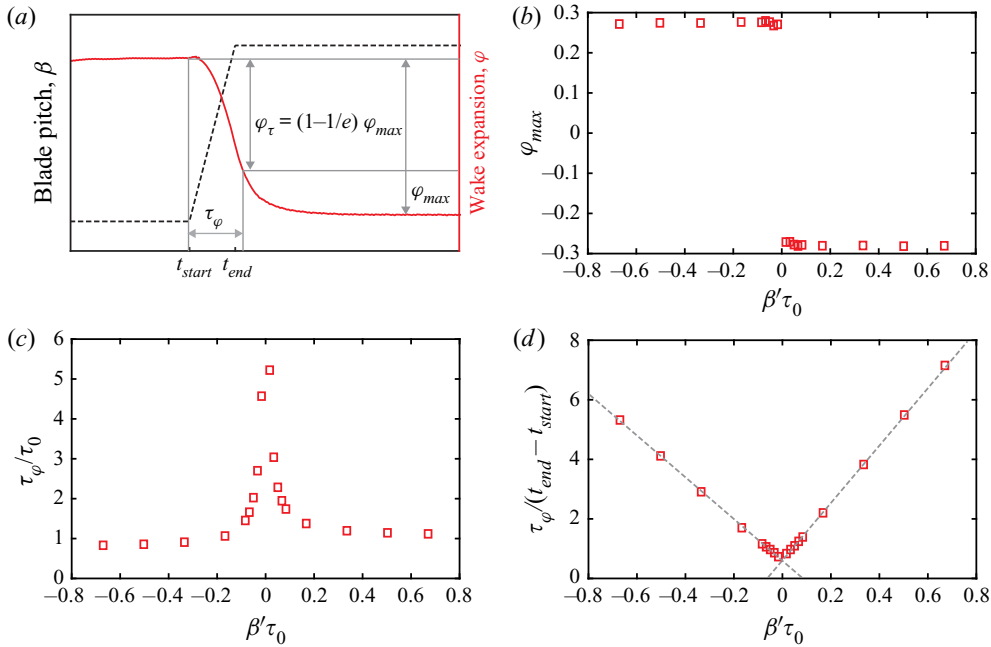 (a)
Blade pitch, β
φτ = (1–1/e) φmax
φmax
τφ
tstart tend
Wake expansion, φ
(b)
φmax
0.3
0.2
0.1
0
–0.1
–0.2
–0.3
–0.8 –0.6 –0.4 –0.2 0 0.2 0.4 0.6 0.8
β′τ0
(c)
τφ/τ0
6
5
4
3
2
1
0
–0.8 –0.6 –0.4 –0.2 0 0.2 0.4 0.6 0.8
β′τ0
(d)
τφ/(tend – tstart)
8
6
4
2
0
–0.8 –0.6 –0.4 –0.2 0 0.2 0.4 0.6 0.8
β′τ0